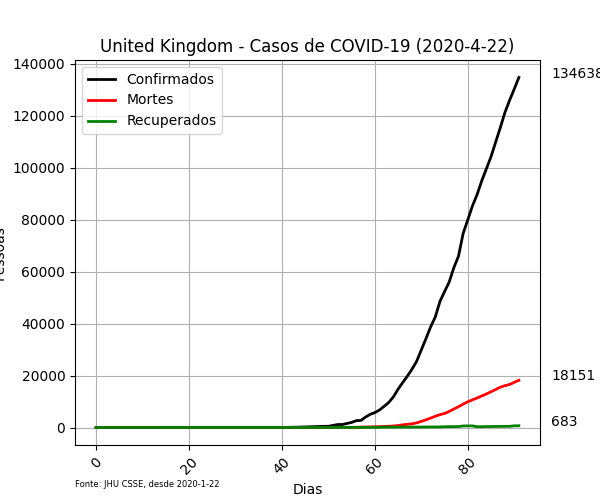 United Kingdom - Casos de COVID-19 (2020-4-22)
Confirmados
Mortes
Recuperados
140000
120000
100000
80000
60000
40000
20000
0
134638
18151
683
0
20
40
60
80
Dias
Fonte: JHU CSSE, desde 2020-1-22